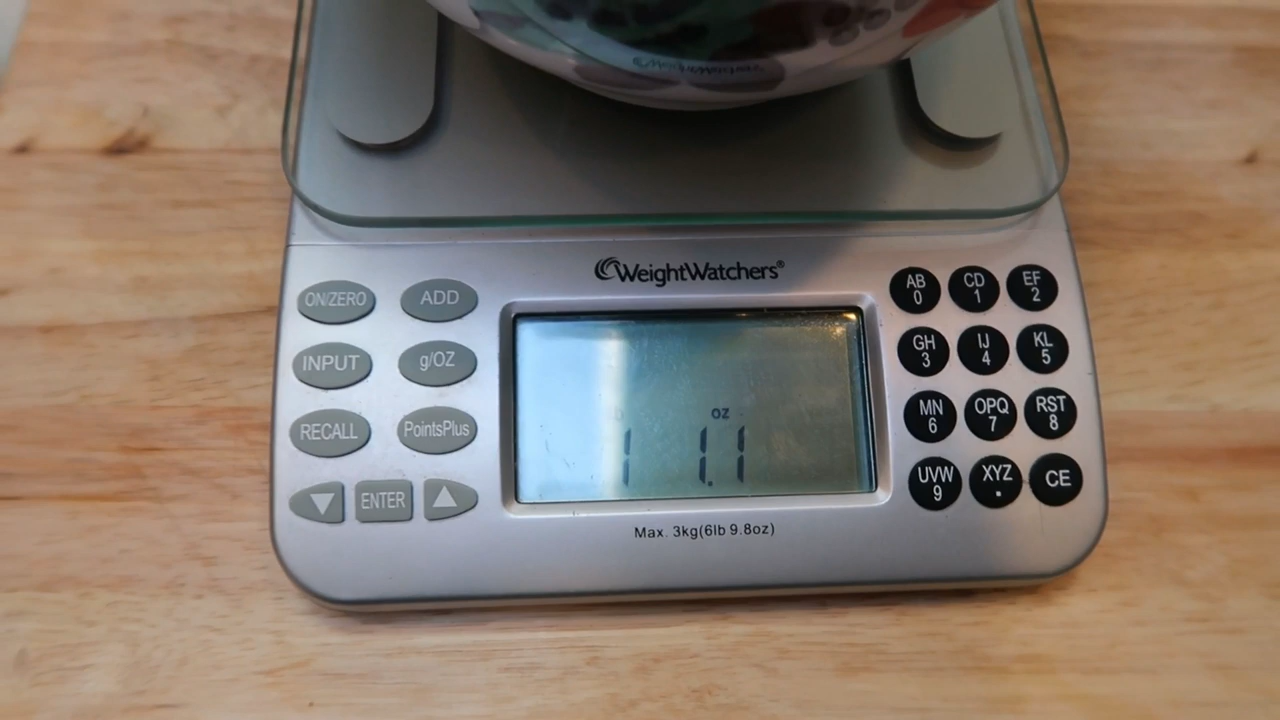 WeightWatchers®
ON/ZERO ADD
INPUT g/OZ
RECALL PointsPlus
ENTER
oz
1 1.1
Max. 3kg(6lb 9.8oz)
AB 0 CD 1 EF 2
GH 3 IJ 4 KL 5
MN 6 OPQ 7 RST 8
UVW 9 XYZ . CE